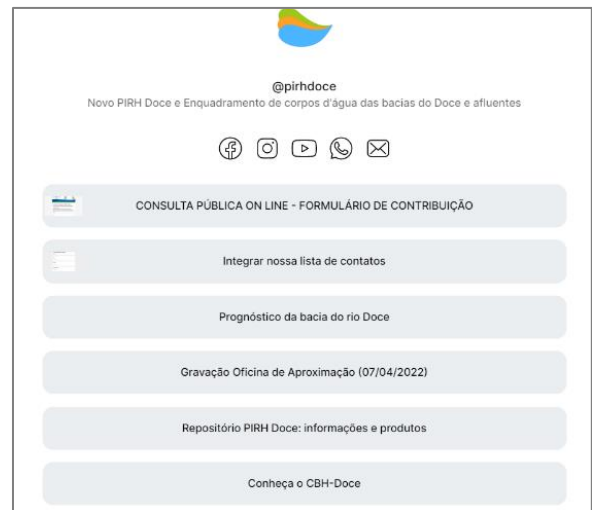 @pirhdoce
Novo PIRH Doce e Enquadramento de corpos d'água das bacias do Doce e afluentes
CONSULTA PÚBLICA ON LINE - FORMULÁRIO DE CONTRIBUIÇÃO
Integrar nossa lista de contatos
Prognóstico da bacia do rio Doce
Gravação Oficina de Aproximação (07/04/2022)
Repositório PIRH Doce: informações e produtos
Conheça o CBH-Doce